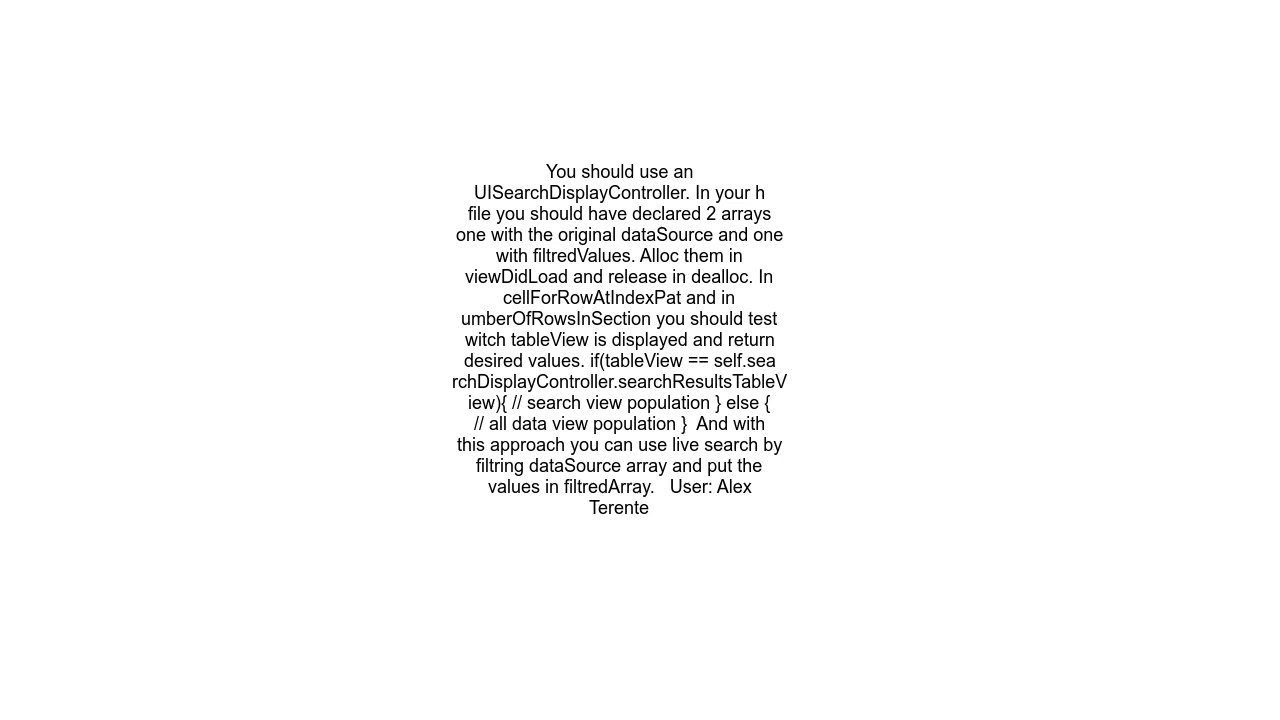 You should use an
UISearchDisplayController. In your h
file you should have declared 2 arrays
one with the original dataSource and one
with filtredValues. Alloc them in
viewDidLoad and release in dealloc. In
cellForRowAtIndexPat and in
umberOfRowsInSection you should test
witch tableView is displayed and return
desired values. if(tableView == self.sea
rchDisplayController.searchResultsTableV
iew){ // search view population } else {
// all data view population }  And with
this approach you can use live search by
filtring dataSource array and put the
values in filtredArray.   User: Alex
Terente